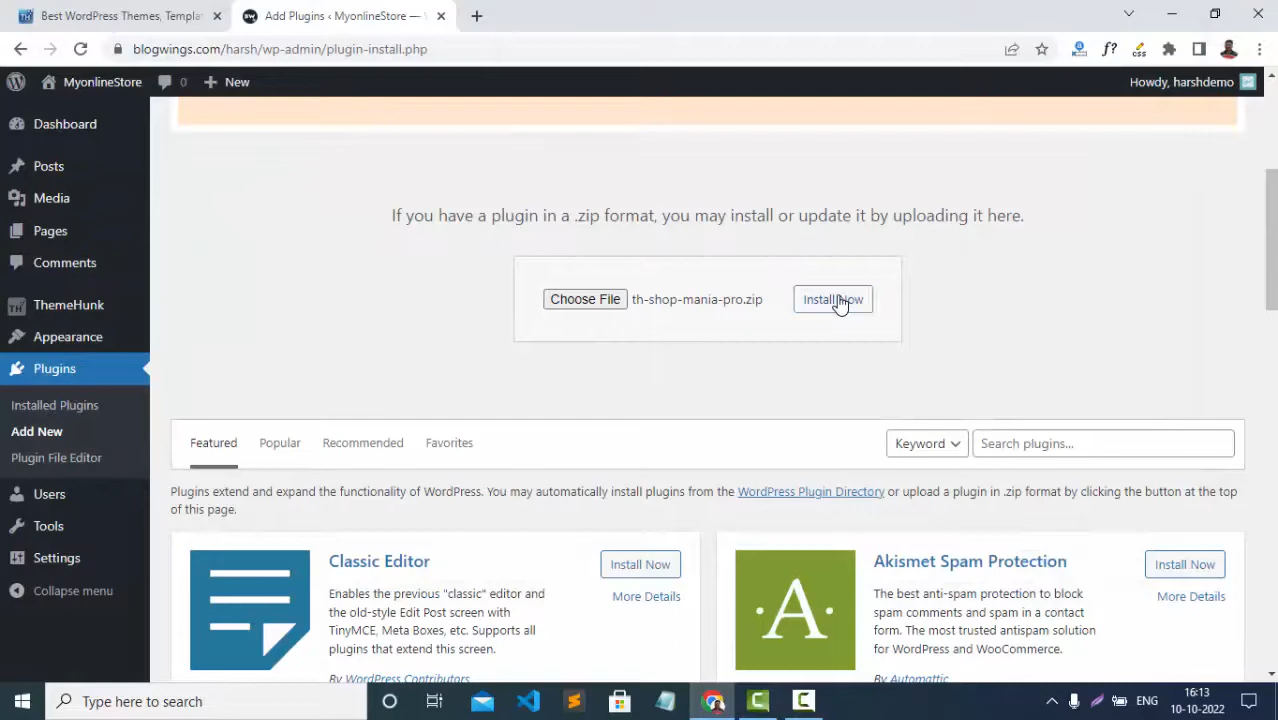 Best WordPress Themes, Templat
Add Plugins ‹ MyonlineStore —
blogwings.com/harsh/wp-admin/plugin-install.php
MyonlineStore 0 New
Howdy, harshdemo
Dashboard
Posts
Media
Pages
Comments
ThemeHunk
Appearance
Plugins
Installed Plugins
Add New
Plugin File Editor
Users
Tools
Settings
Collapse menu
If you have a plugin in a .zip format, you may install or update it by uploading it here.
Choose File th-shop-mania-pro.zip Install Now
Featured Popular Recommended Favorites
Keyword Search plugins...
Plugins extend and expand the functionality of WordPress. You may automatically install plugins from the WordPress Plugin Directory or upload a plugin in .zip format by clicking the button at the top
of this page.
Classic Editor
Install Now
More Details
Enables the previous "classic" editor and
the old-style Edit Post screen with
TinyMCE, Meta Boxes, etc. Supports all
plugins that extend this screen.
By WordPress Contributors
Akismet Spam Protection
Install Now
More Details
The best anti-spam protection to block
spam comments and spam in a contact
form. The most trusted antispam solution
for WordPress and WooCommerce.
By Automattic
Type here to search
ENG
16:13
10-10-2022